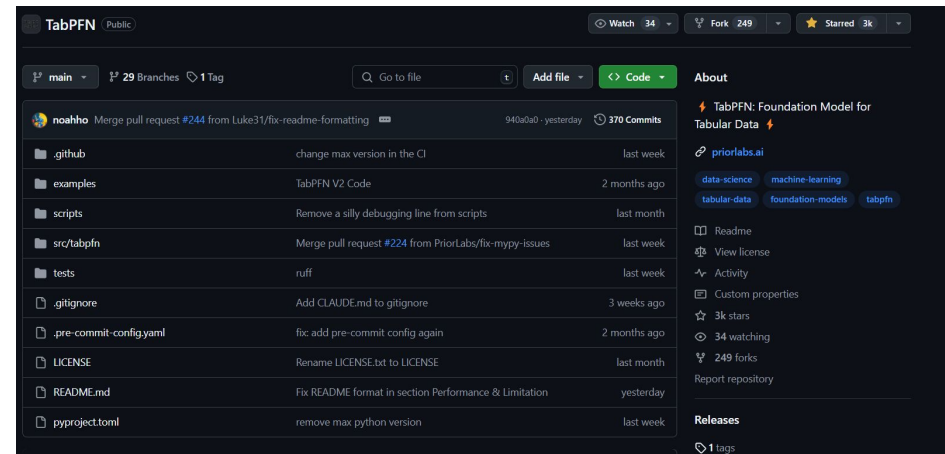 TabPFN Public
Watch 34 Fork 249 Starred 3k
main 29 Branches 1 Tag Go to file t Add file <> Code
noahho Merge pull request #244 from Luke31/fix-readme-formatting 940a0a0 · yesterday 370 Commits
.github change max version in the CI last week
examples TabPFN V2 Code 2 months ago
scripts Remove a silly debugging line from scripts last month
src/tabpfn Merge pull request #224 from PriorLabs/fix-mypy-issues last week
tests ruff last week
.gitignore Add CLAUDE.md to gitignore 3 weeks ago
.pre-commit-config.yaml fix: add pre-commit config again 2 months ago
LICENSE Rename LICENSE.txt to LICENSE last month
README.md Fix README format in section Performance & Limitation yesterday
pyproject.toml remove max python version last week
About
TabPFN: Foundation Model for
Tabular Data
priorlabs.ai
data-science machine-learning
tabular-data foundation-models tabpfn
Readme
View license
Activity
Custom properties
3k stars
34 watching
249 forks
Report repository
Releases
1 tags